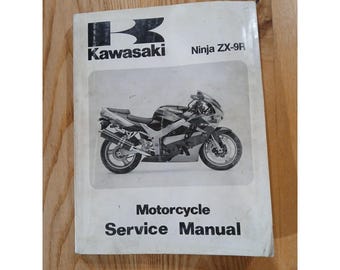 Kawasaki
Ninja ZX-9R
Motorcycle
Service Manual